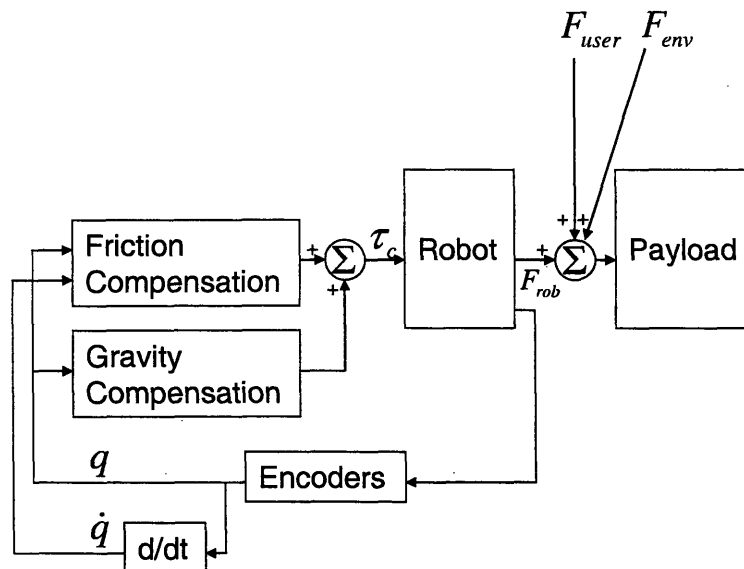 F_user F_env
+ +
Friction
Compensation
+
Σ
+
τ_c
Robot
+
Σ
F_rob
Payload
Gravity
Compensation
q
Encoders
q̇
d/dt